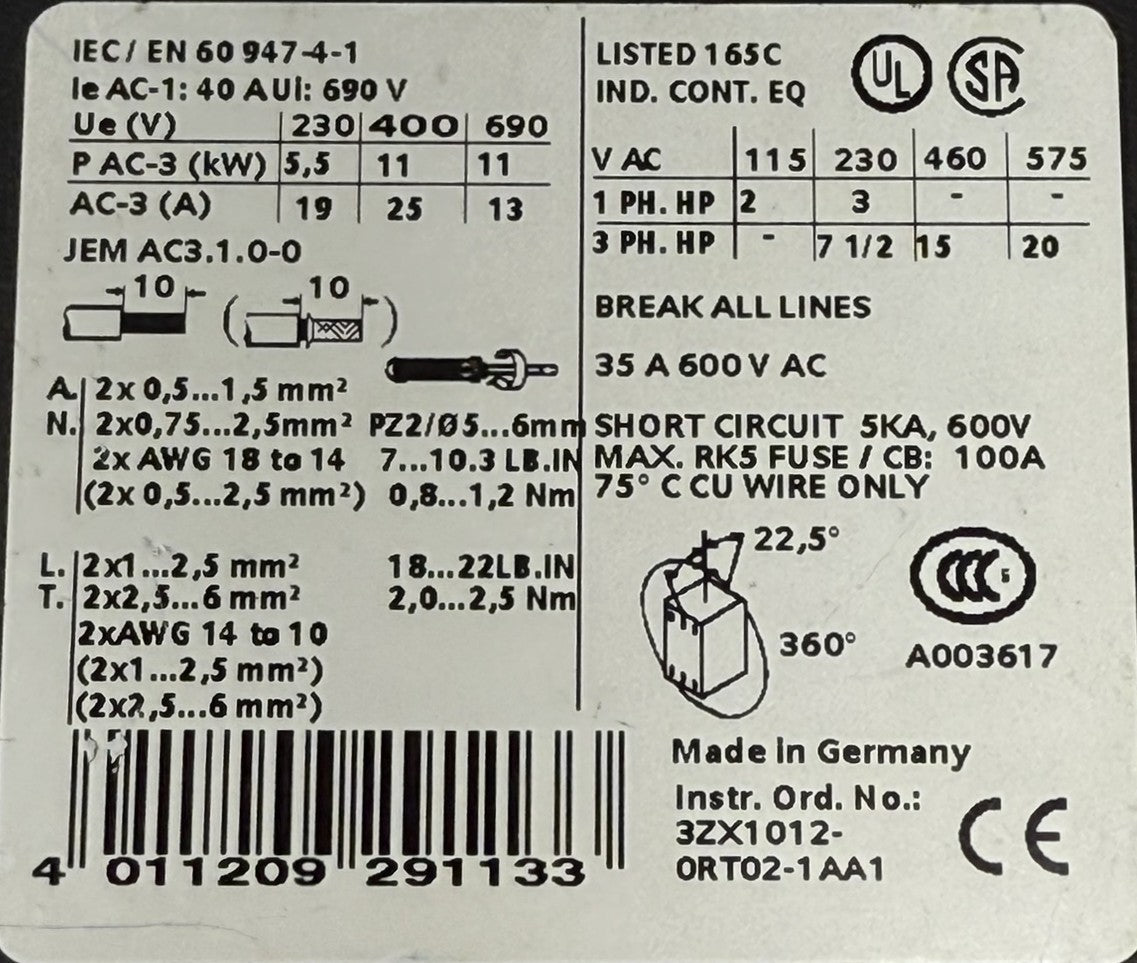 IEC/ EN 60 947-4-1
Ie AC-1: 40 A Ui: 690 V
Ue (V) 230 400 690
P AC-3 (kW) 5,5 11 11
AC-3 (A) 19 25 13
JEM AC3.1.0-0
10 ( 10 )
A. 2x 0,5...1,5 mm²
N. 2x0,75...2,5mm² PZ2/Ø5...6mm
2x AWG 18 to 14 7...10.3 LB.IN
(2x 0,5...2,5 mm²) 0,8...1,2 Nm
L. 2x1...2,5 mm² 18...22LB.IN
T. 2x2,5...6 mm² 2,0...2,5 Nm
2xAWG 14 to 10
(2x1...2,5 mm²)
(2x2,5...6 mm²)
4 011209 291133
LISTED 165C
IND. CONT. EQ
UL
SA
V AC 115 230 460 575
1 PH. HP 2 3 - -
3 PH. HP - 7 1/2 15 20
BREAK ALL LINES
35 A 600 V AC
SHORT CIRCUIT 5KA, 600V
MAX. RK5 FUSE / CB: 100A
75° C CU WIRE ONLY
22,5°
360°
CCC
A003617
Made in Germany
Instr. Ord. No.:
3ZX1012-
0RT02-1AA1
CE